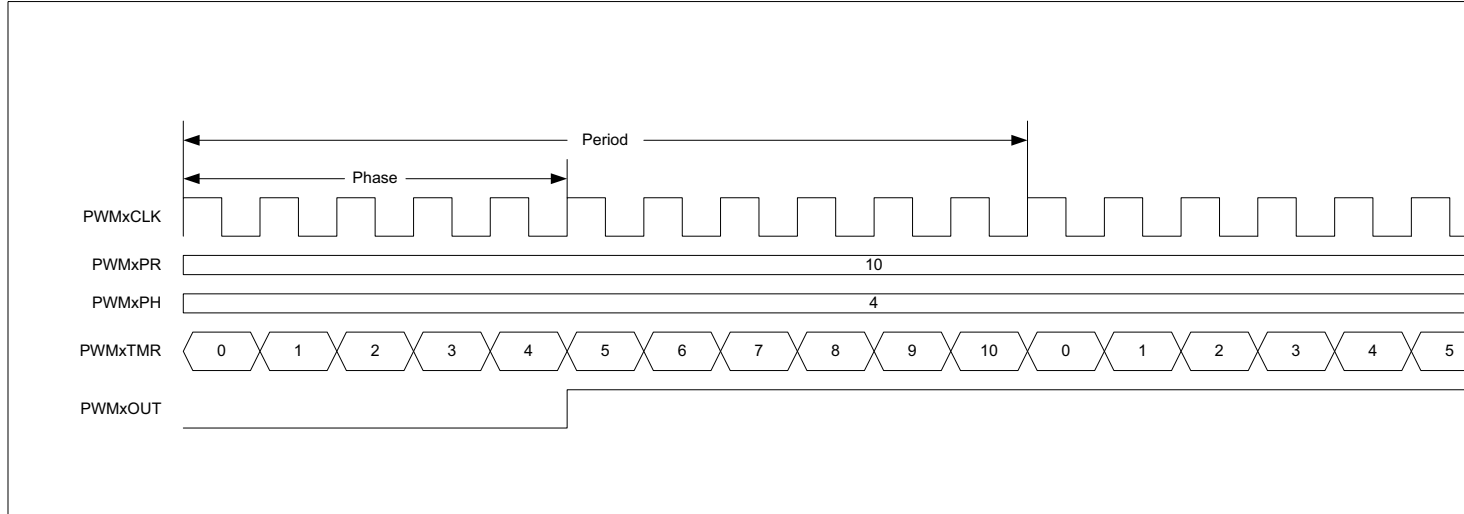 Period
Phase
PWMxCLK
PWMxPR 10
PWMxPH 4
PWMxTMR 0 1 2 3 4 5 6 7 8 9 10 0 1 2 3 4 5
PWMxOUT